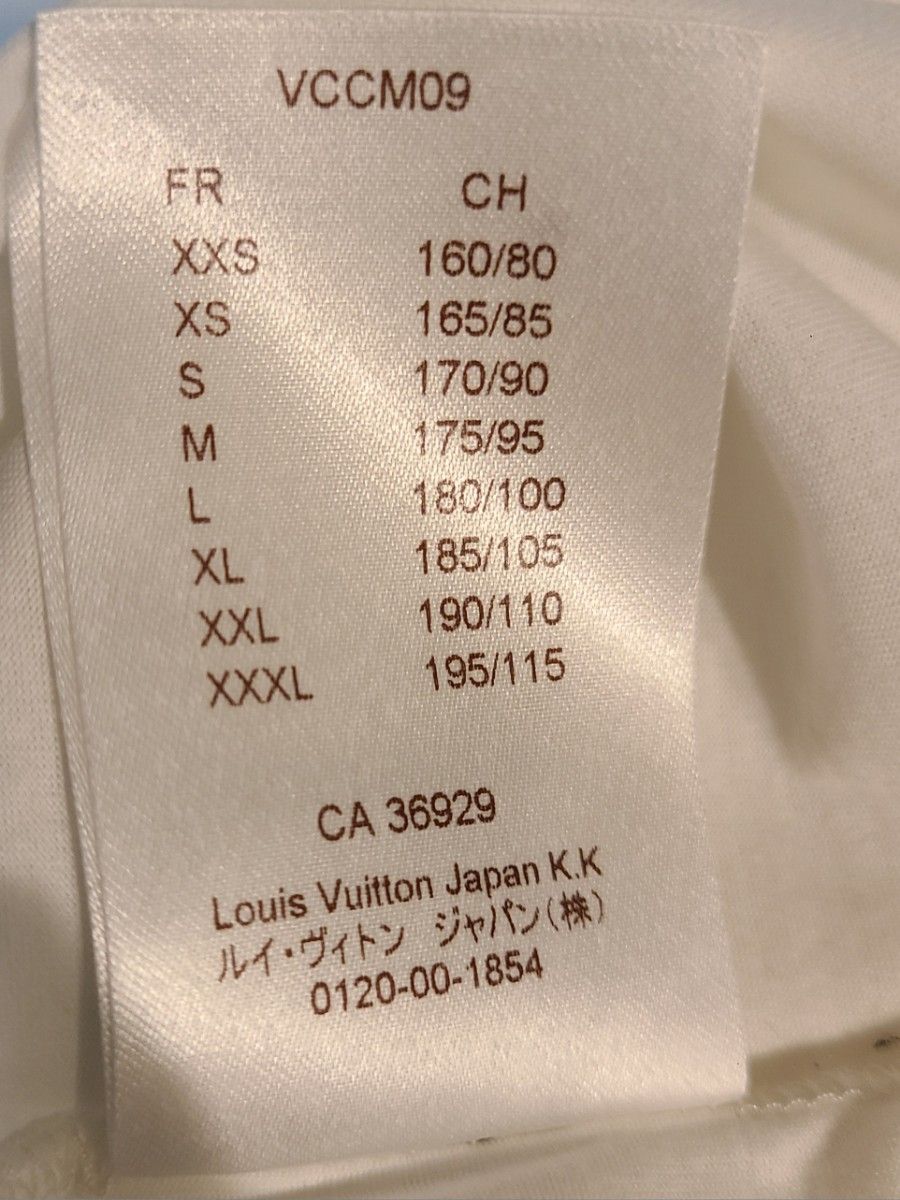 VCCM09
FR CH
XXS 160/80
XS 165/85
S 170/90
M 175/95
L 180/100
XL 185/105
XXL 190/110
XXXL 195/115
CA 36929
Louis Vuitton Japan K.K
ルイ・ヴィトン ジャパン(株)
0120-00-1854